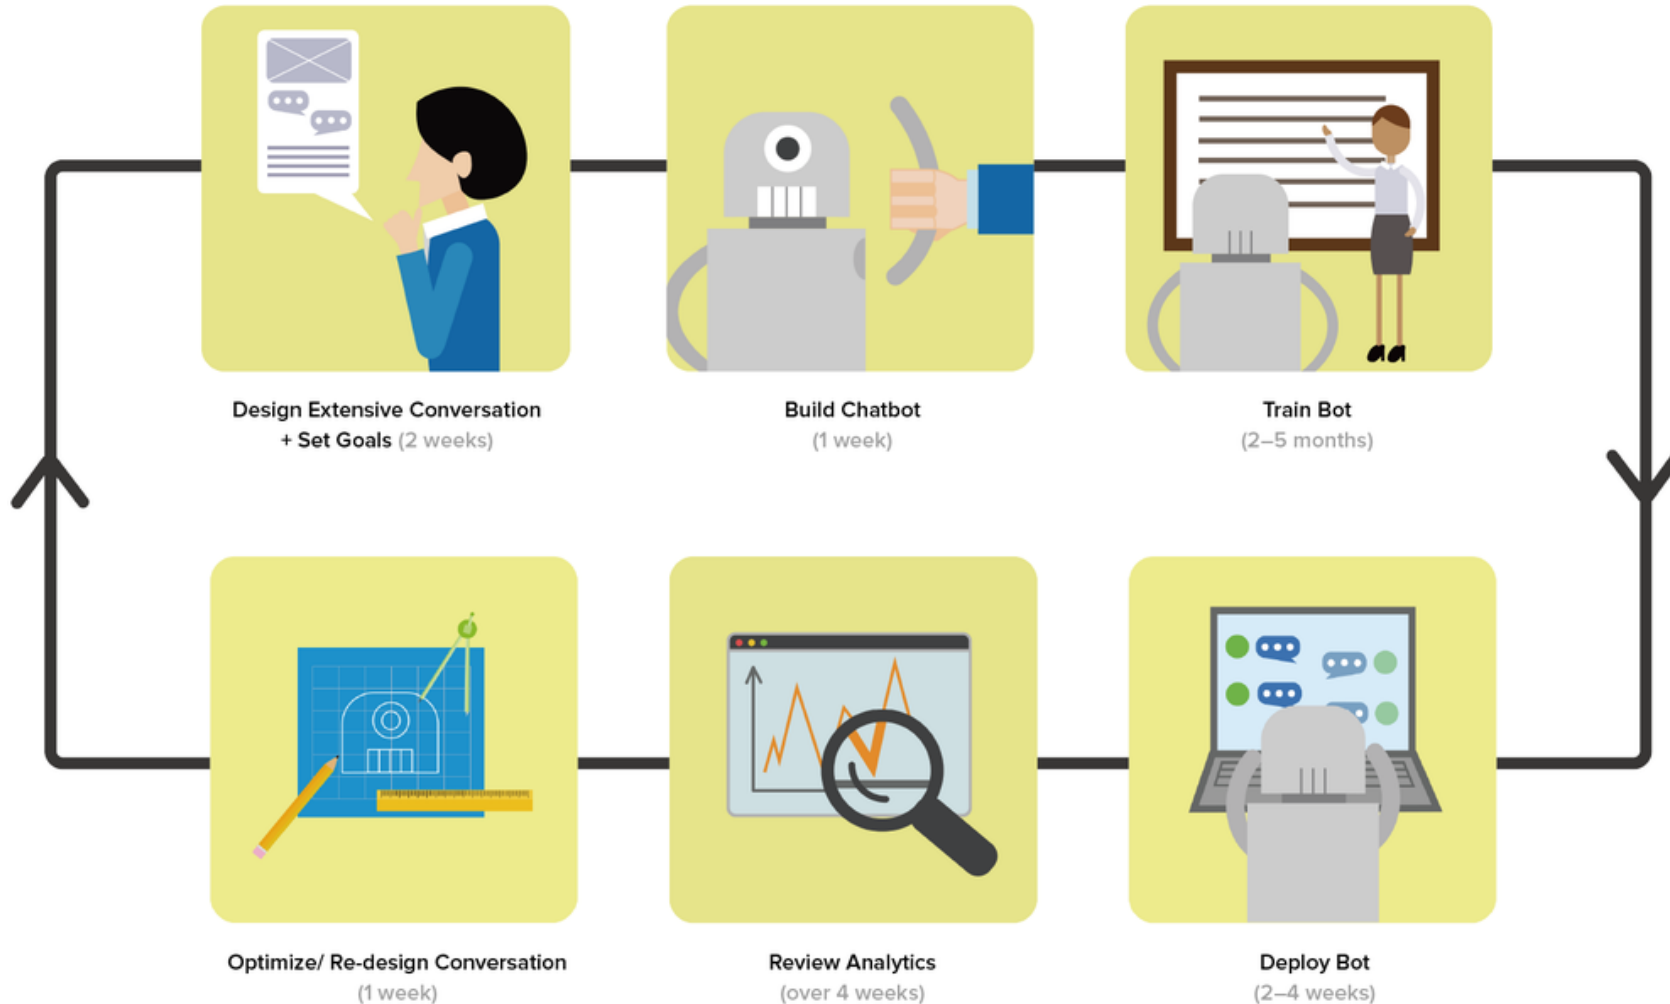 Design Extensive Conversation
+ Set Goals (2 weeks)
Build Chatbot
(1 week)
Train Bot
(2–5 months)
Optimize/ Re-design Conversation
(1 week)
Review Analytics
(over 4 weeks)
Deploy Bot
(2–4 weeks)